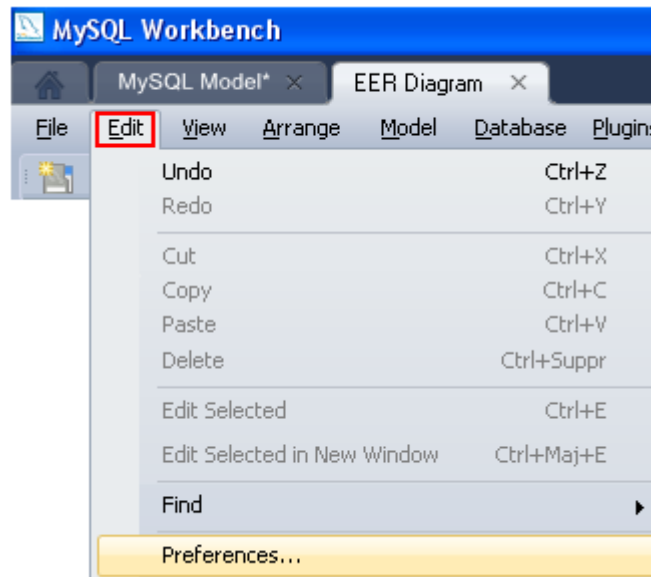 MySQL Workbench
MySQL Model* × EER Diagram ×
File Edit View Arrange Model Database Plugins
Undo Ctrl+Z
Redo Ctrl+Y
Cut Ctrl+X
Copy Ctrl+C
Paste Ctrl+V
Delete Ctrl+Suppr
Edit Selected Ctrl+E
Edit Selected in New Window Ctrl+Maj+E
Find
Preferences...